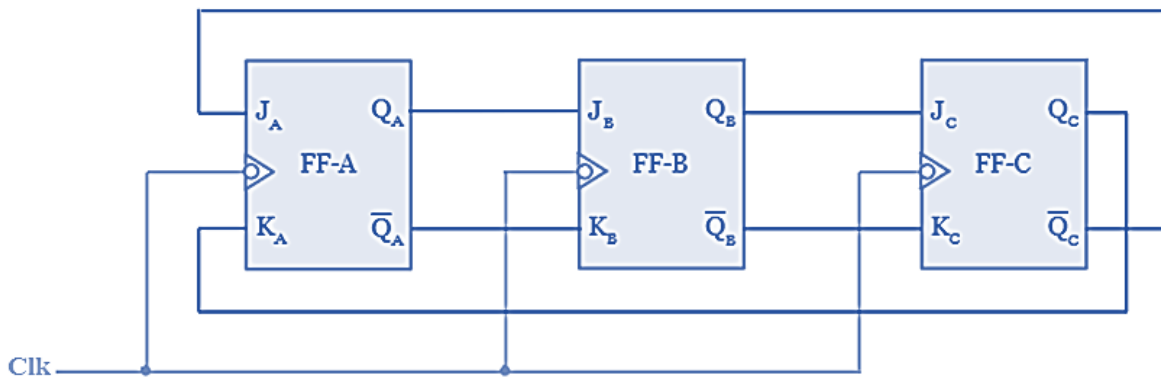 J_A Q_A J_B Q_B J_C Q_C
FF-A FF-B FF-C
K_A Q̅_A K_B Q̅_B K_C Q̅_C
Clk